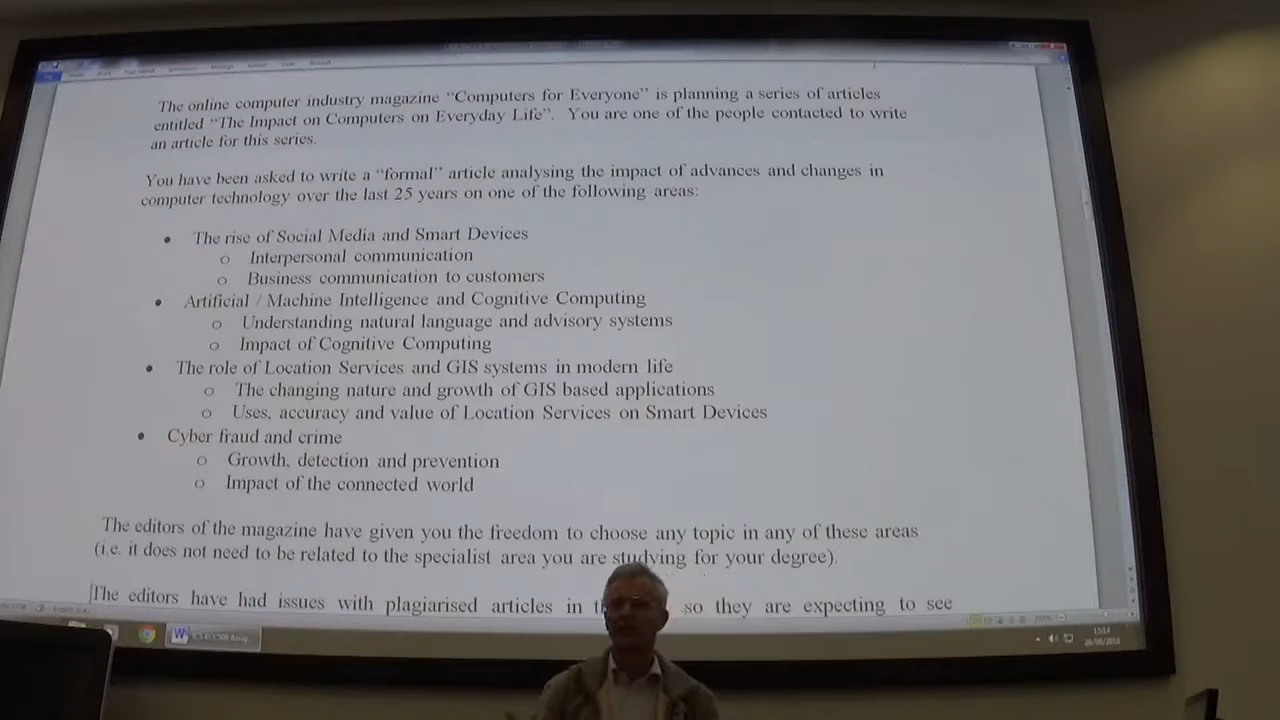 The online computer industry magazine “Computers for Everyone” is planning a series of articles
entitled “The Impact on Computers on Everyday Life”. You are one of the people contacted to write
an article for this series.
You have been asked to write a “formal” article analysing the impact of advances and changes in
computer technology over the last 25 years on one of the following areas:
• The rise of Social Media and Smart Devices
o Interpersonal communication
o Business communication to customers
• Artificial / Machine Intelligence and Cognitive Computing
o Understanding natural language and advisory systems
o Impact of Cognitive Computing
• The role of Location Services and GIS systems in modern life
o The changing nature and growth of GIS based applications
o Uses, accuracy and value of Location Services on Smart Devices
• Cyber fraud and crime
o Growth, detection and prevention
o Impact of the connected world
The editors of the magazine have given you the freedom to choose any topic in any of these areas
(i.e. it does not need to be related to the specialist area you are studying for your degree).
The editors have had issues with plagiarised articles in so they are expecting to see
15:14